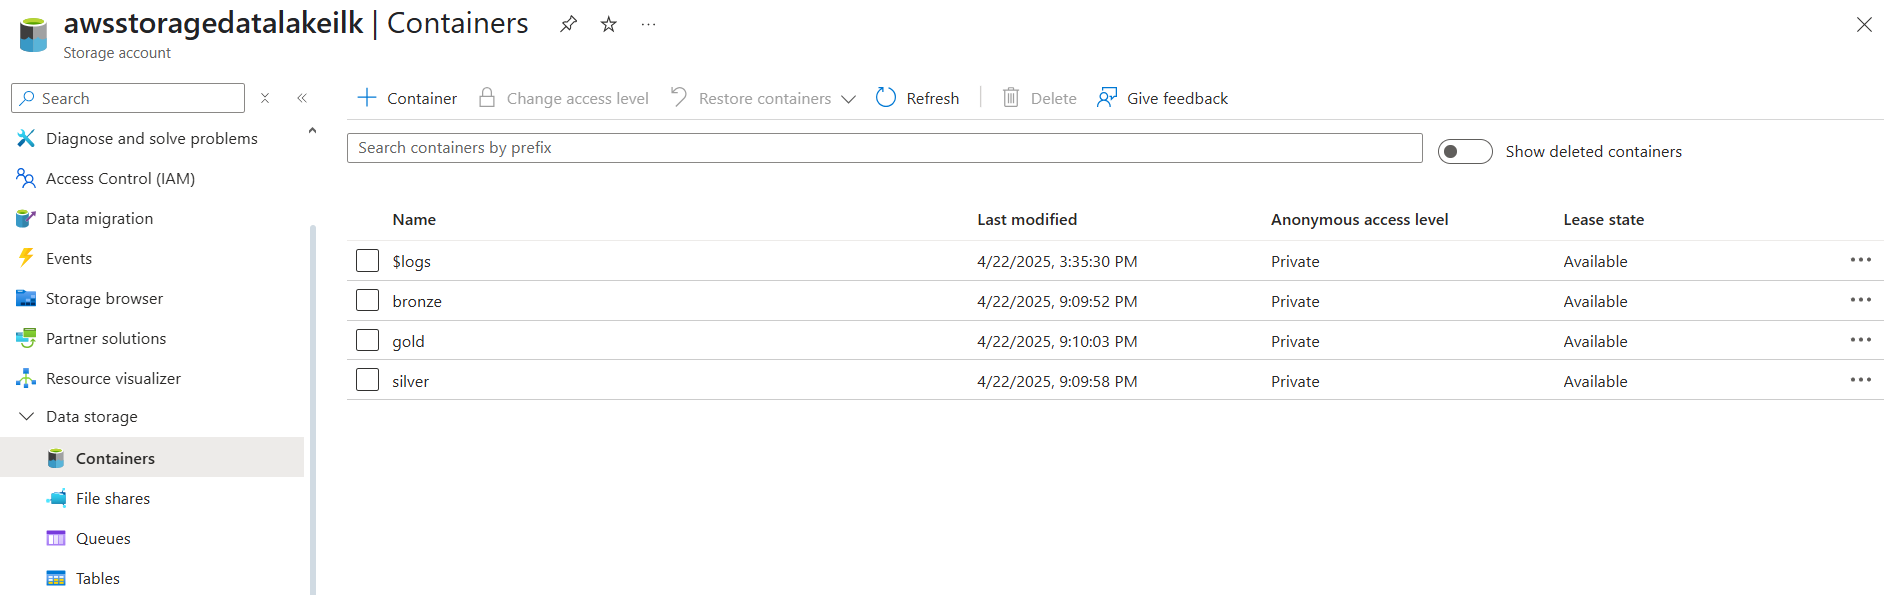 awsstoragedatalakeilk | Containers
Storage account
Search
Diagnose and solve problems
Access Control (IAM)
Data migration
Events
Storage browser
Partner solutions
Resource visualizer
Data storage
Containers
File shares
Queues
Tables
Container Change access level Restore containers Refresh Delete Give feedback
Search containers by prefix
Show deleted containers
Name Last modified Anonymous access level Lease state
$logs 4/22/2025, 3:35:30 PM Private Available
bronze 4/22/2025, 9:09:52 PM Private Available
gold 4/22/2025, 9:10:03 PM Private Available
silver 4/22/2025, 9:09:58 PM Private Available